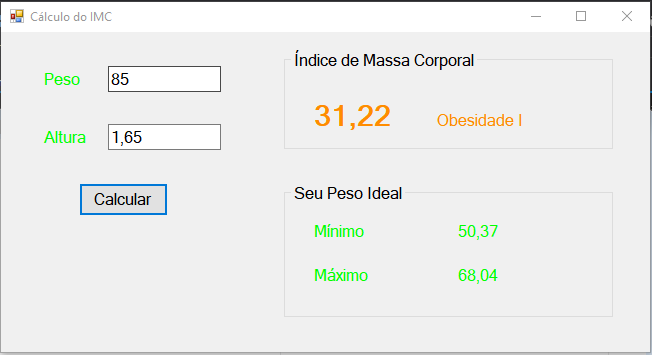 Cálculo do IMC
Peso 85
Altura 1,65
Calcular
Índice de Massa Corporal
31,22 Obesidade I
Seu Peso Ideal
Mínimo 50,37
Máximo 68,04